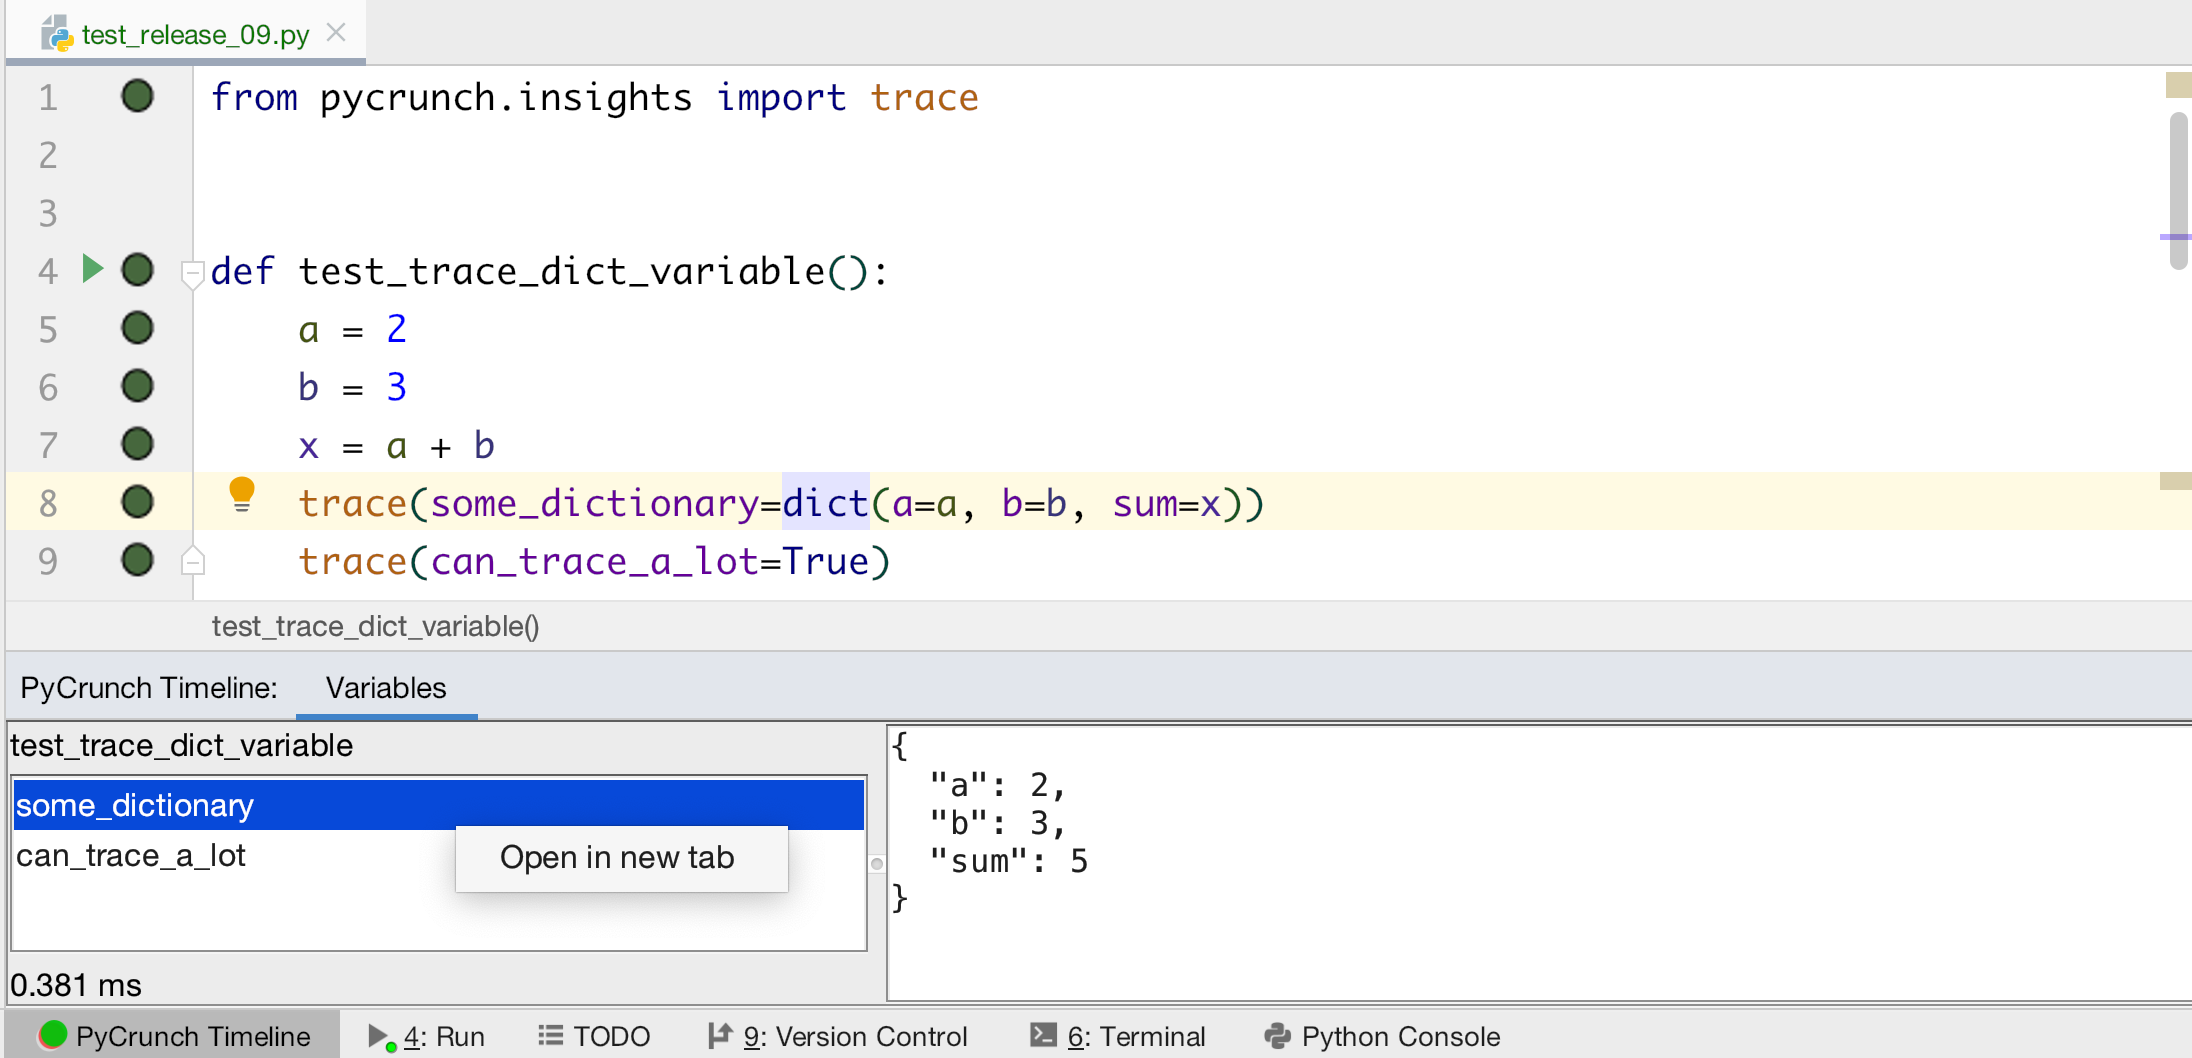 test_release_09.py
1 from pycrunch.insights import trace
2
3
4 def test_trace_dict_variable():
5     a = 2
6     b = 3
7     x = a + b
8     trace(some_dictionary=dict(a=a, b=b, sum=x))
9     trace(can_trace_a_lot=True)
test_trace_dict_variable()
PyCrunch Timeline: Variables
test_trace_dict_variable
some_dictionary
can_trace_a_lot
Open in new tab
0.381 ms
{
  "a": 2,
  "b": 3,
  "sum": 5
}
PyCrunch Timeline 4: Run TODO 9: Version Control 6: Terminal Python Console